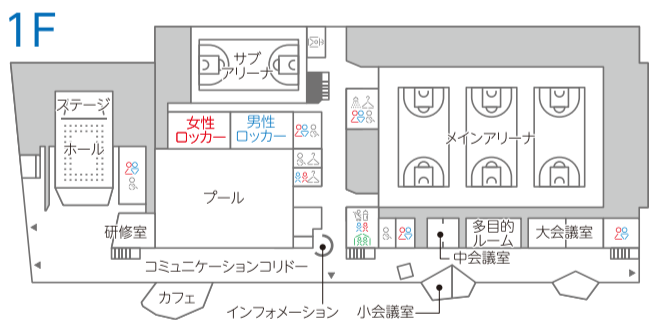 1F
サブ
アリーナ
ステージ
ホール
女性
ロッカー
男性
ロッカー
メインアリーナ
プール
研修室
多目的
ルーム
大会議室
中会議室
コミュニケーションコリドー
カフェ
インフォメーション
小会議室